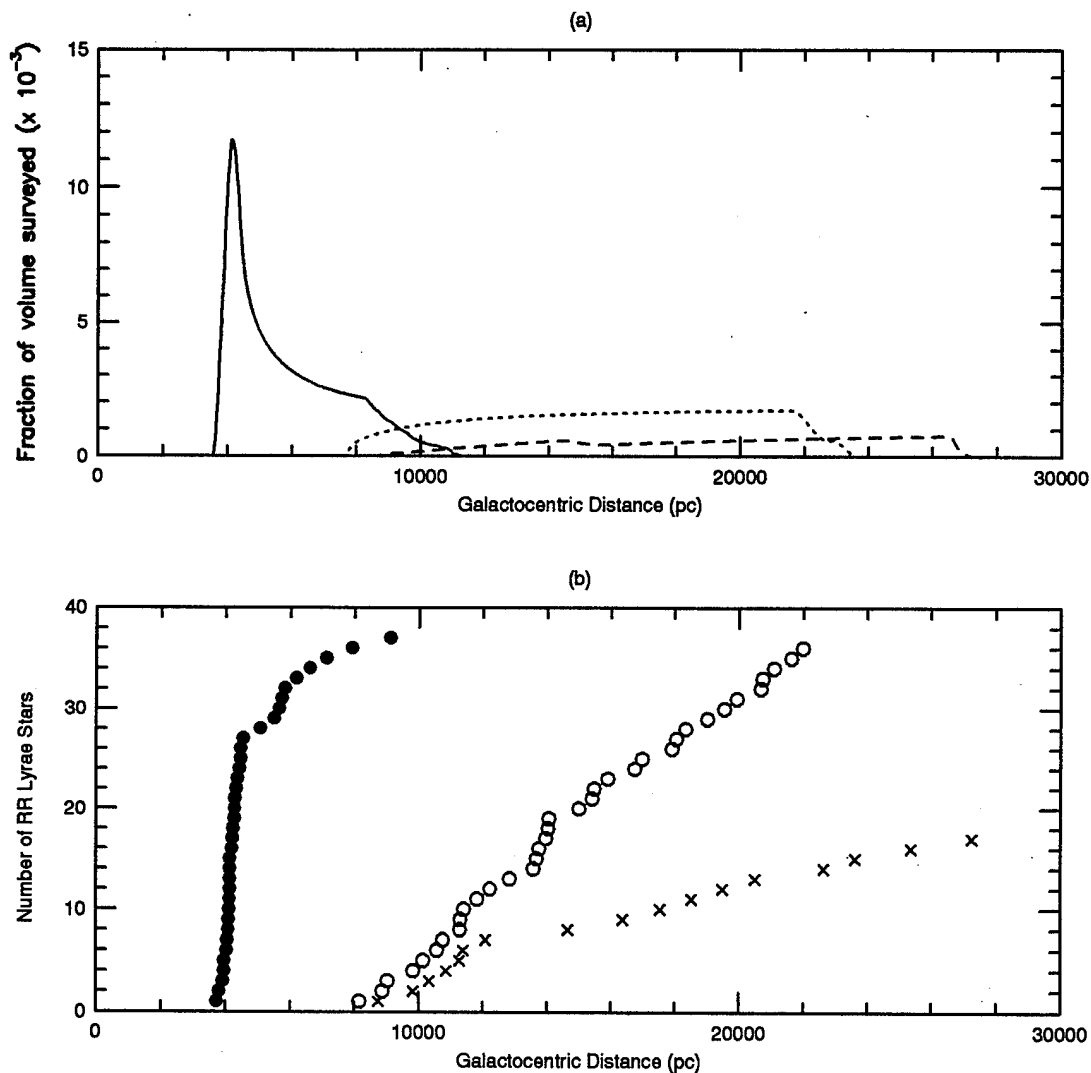 (a)
Fraction of volume surveyed (x 10⁻³)
15
10
5
0
0 10000 20000 30000
Galactocentric Distance (pc)
(b)
Number of RR Lyrae Stars
40
30
20
10
0
0 10000 20000 30000
Galactocentric Distance (pc)